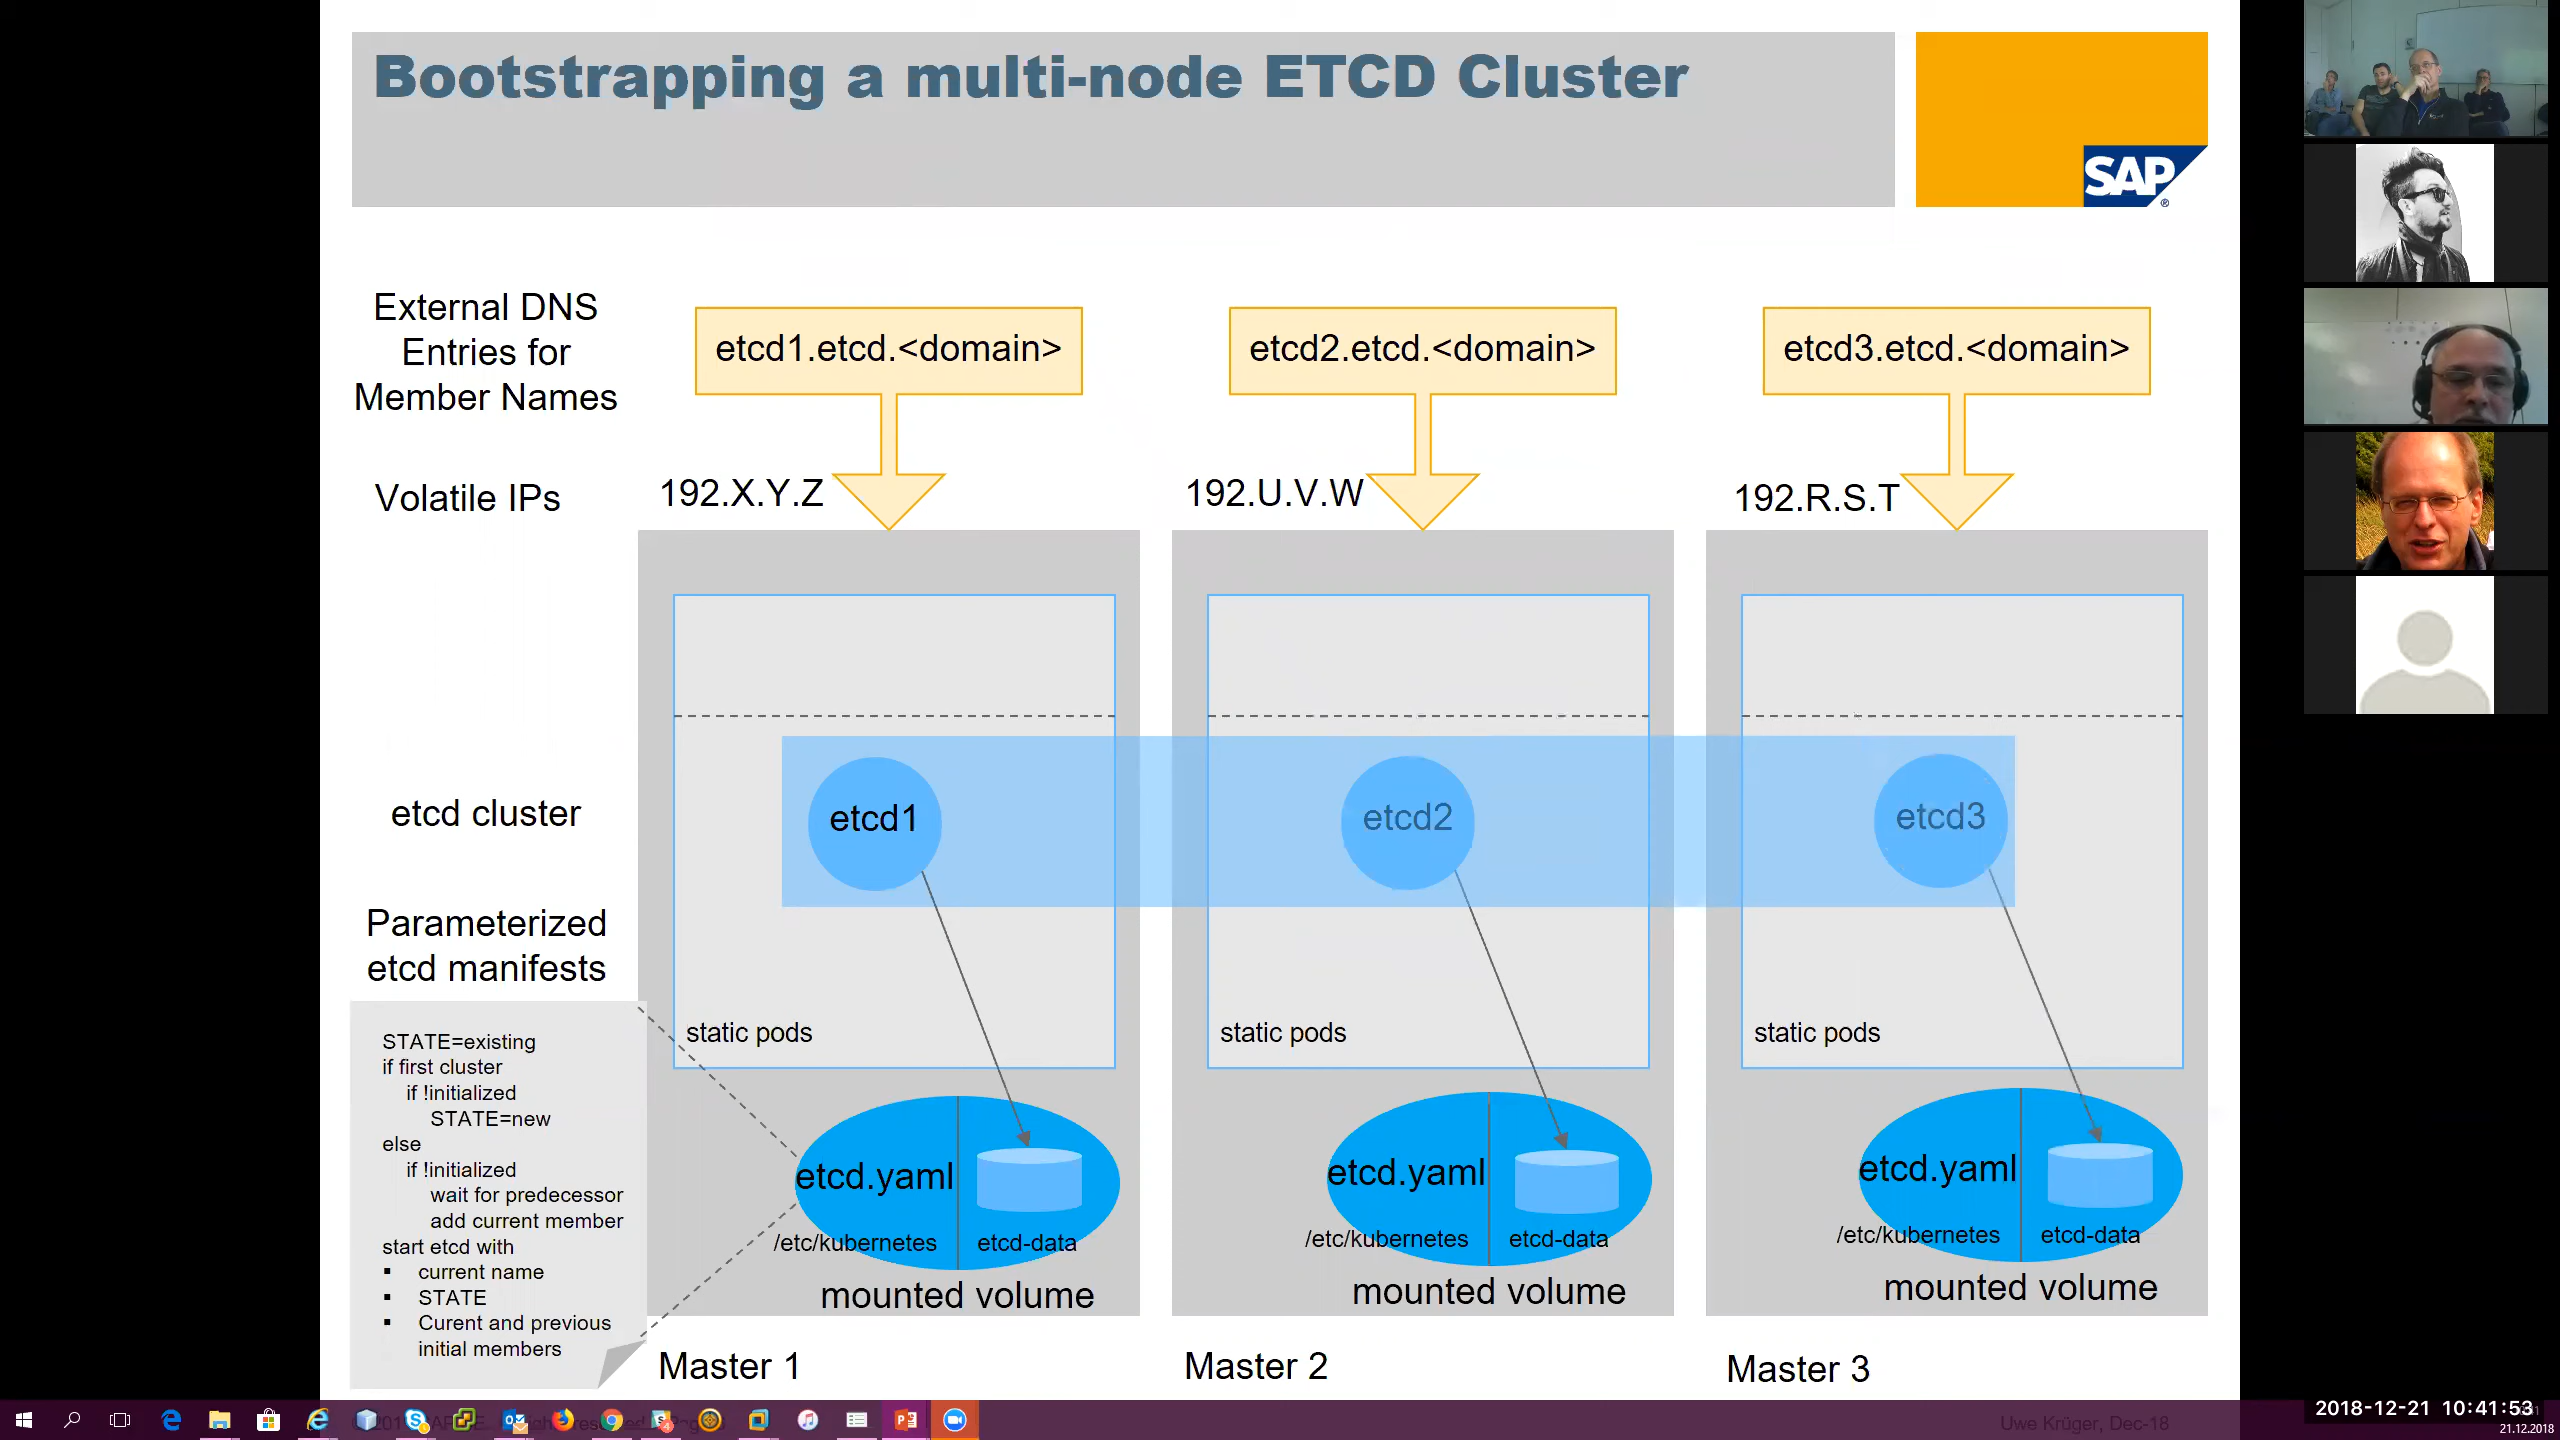 Bootstrapping a multi-node ETCD Cluster
SAP
®
External DNS
Entries for
Member Names
etcd1.etcd.<domain>
etcd2.etcd.<domain>
etcd3.etcd.<domain>
Volatile IPs
192.X.Y.Z
192.U.V.W
192.R.S.T
etcd cluster
etcd1
etcd2
etcd3
Parameterized
etcd manifests
static pods
static pods
static pods
STATE=existing
if first cluster
if !initialized
STATE=new
else
if !initialized
wait for predecessor
add current member
start etcd with
▪ current name
▪ STATE
▪ Curent and previous
initial members
etcd.yaml
/etc/kubernetes
etcd-data
mounted volume
etcd.yaml
/etc/kubernetes
etcd-data
mounted volume
etcd.yaml
/etc/kubernetes
etcd-data
mounted volume
Master 1
Master 2
Master 3
Uwe Krüger, Dec-18
2018-12-21 10:41:53
21.12.2018